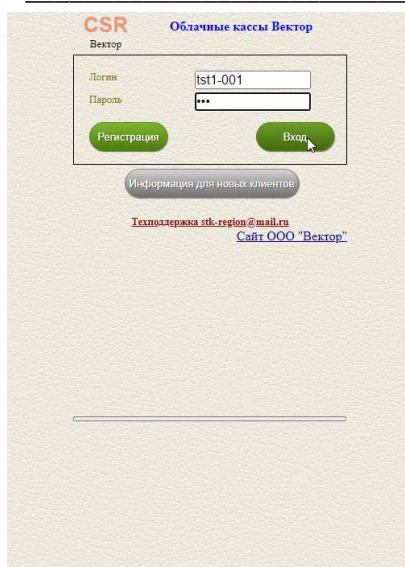 CSR
Облачные кассы Вектор
Вектор
Логин
tst1-001
Пароль
•••
Регистрация
Вход
Информация для новых клиентов
Техподдержка stk-region@mail.ru
Сайт ООО "Вектор"